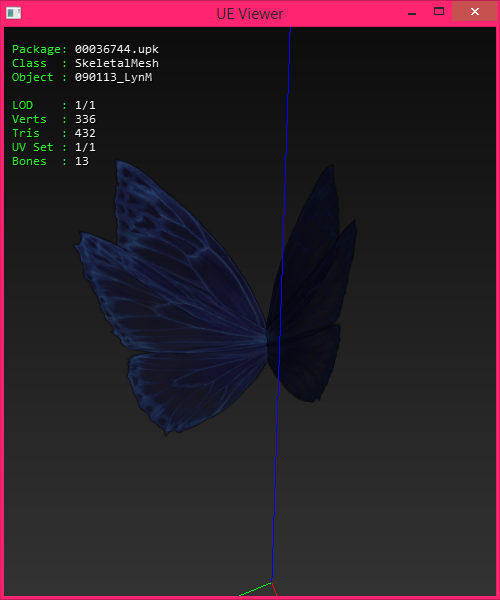 UE Viewer
Package: 00036744.upk
Class  : SkeletalMesh
Object : 090113_LynM
LOD    : 1/1
Verts  : 336
Tris   : 432
UV Set : 1/1
Bones  : 13